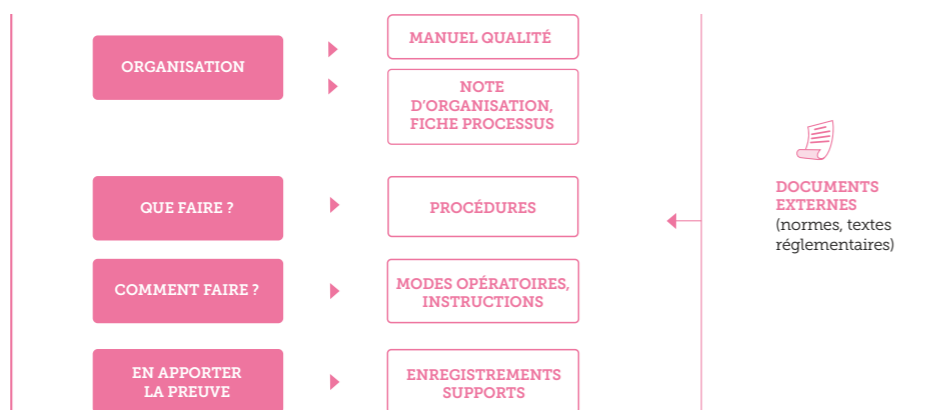 ORGANISATION
MANUEL QUALITÉ
NOTE
D'ORGANISATION,
FICHE PROCESSUS
QUE FAIRE ?
PROCÉDURES
COMMENT FAIRE ?
MODES OPÉRATOIRES,
INSTRUCTIONS
EN APPORTER
LA PREUVE
ENREGISTREMENTS
SUPPORTS
DOCUMENTS
EXTERNES
(normes, textes
réglementaires)